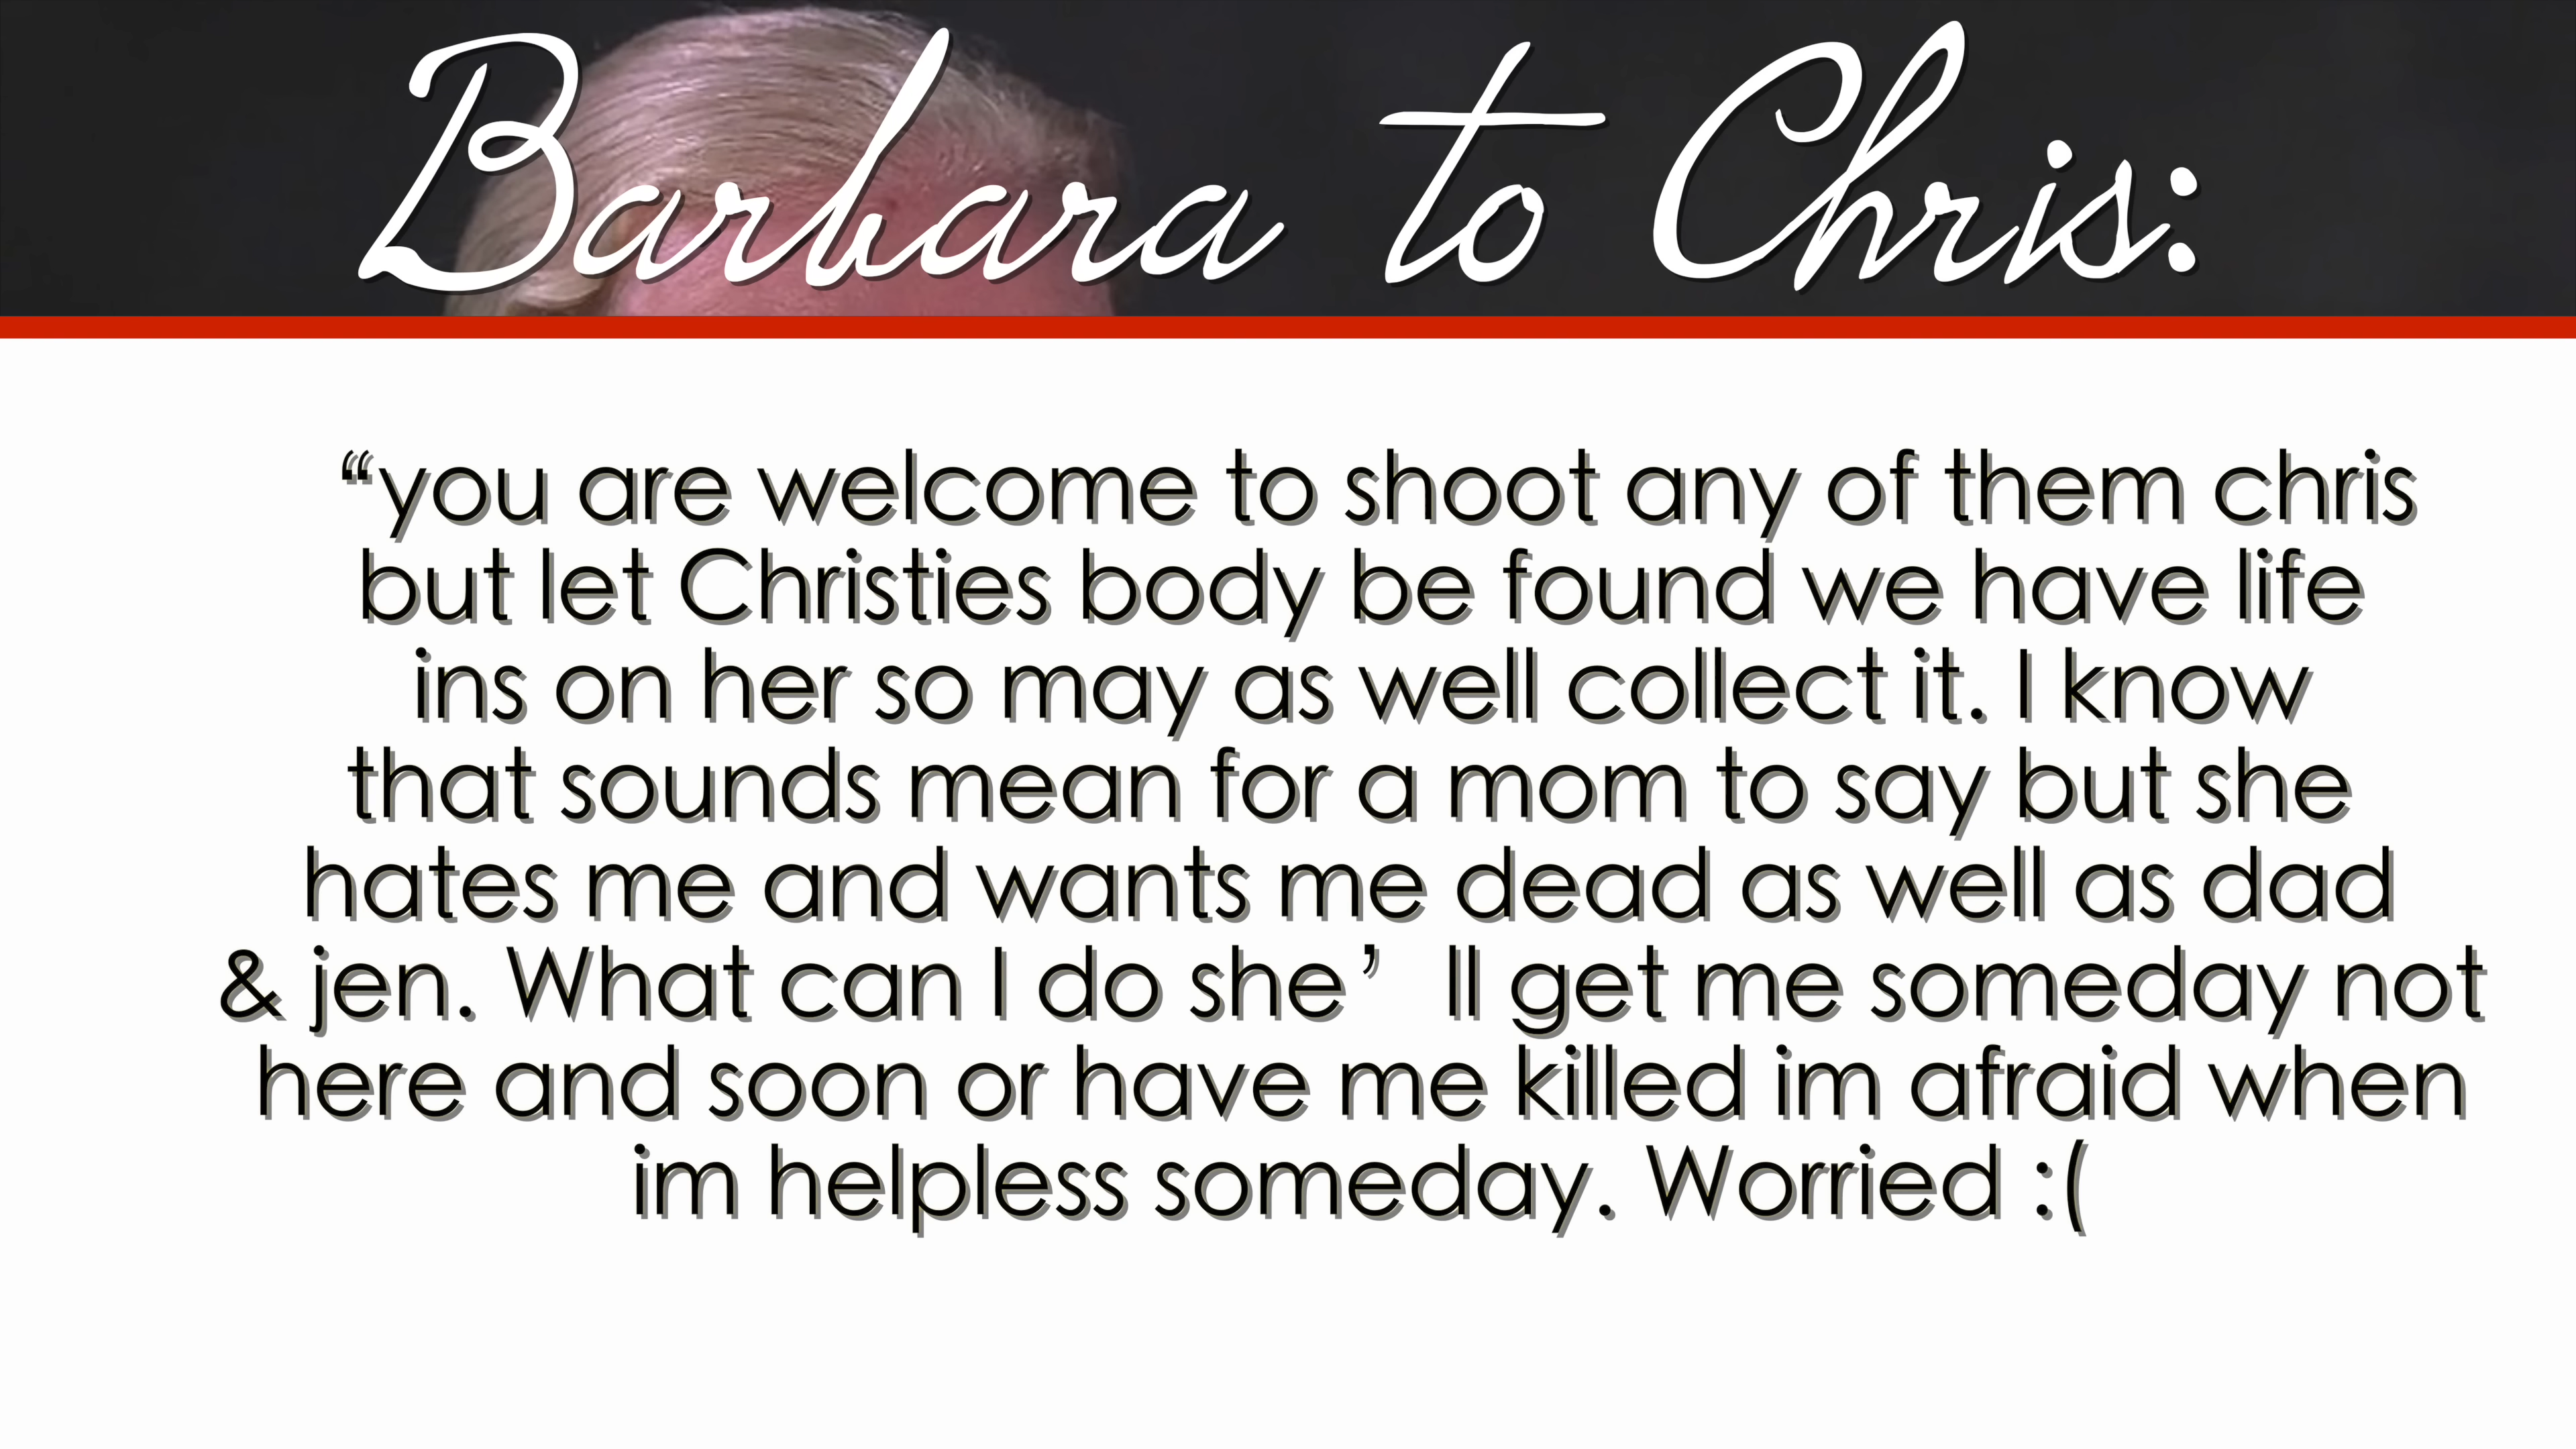 Barbara to Chris:
“you are welcome to shoot any of them chris
but let Christies body be found we have life
ins on her so may as well collect it. I know
that sounds mean for a mom to say but she
hates me and wants me dead as well as dad
& jen. What can I do she’ ll get me someday not
here and soon or have me killed im afraid when
im helpless someday. Worried :(